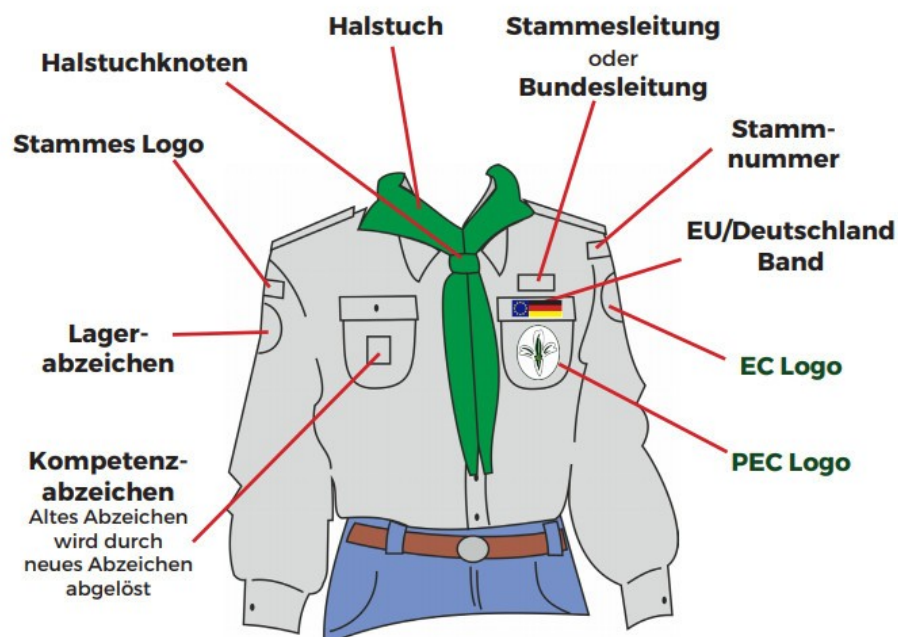 Halstuch
Stammesleitung
oder
Bundesleitung
Halstuchknoten
Stamm-
nummer
Stammes Logo
EU/Deutschland
Band
Lager-
abzeichen
EC Logo
PEC Logo
Kompetenz-
abzeichen
Altes Abzeichen
wird durch
neues Abzeichen
abgelöst